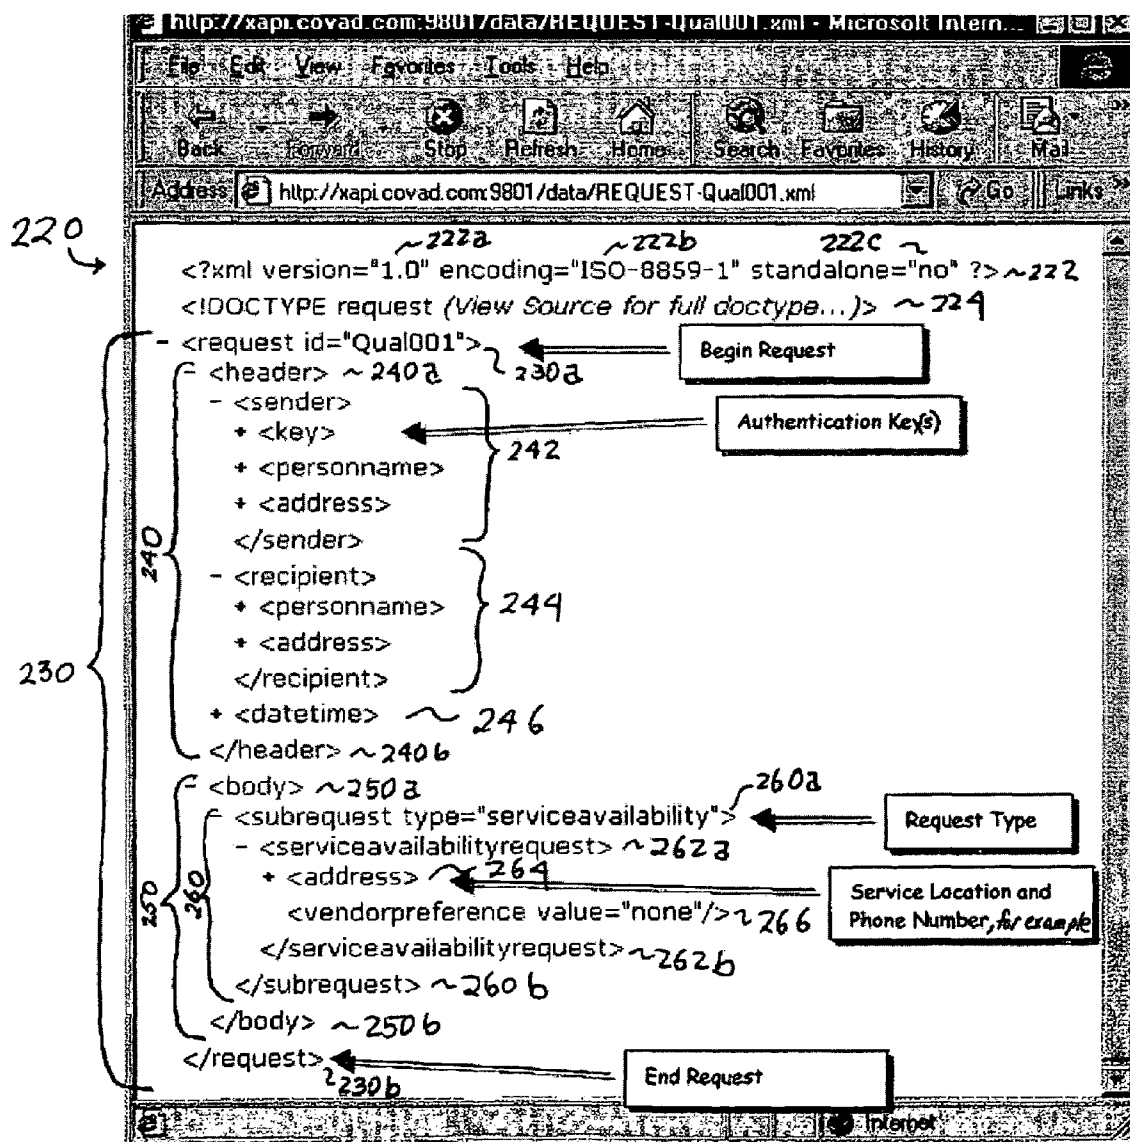 http://xapi.covad.com:9801/data/REQUEST-Qual001.xml - Microsoft Intern...
File Edit View Favorites Tools Help
Back Forward Stop Refresh Home Search Favorites History Mail
Address http://xapi.covad.com:9801/data/REQUEST-Qual001.xml Go Links
220
~222a ~222b 222c ~
<?xml version="1.0" encoding="ISO-8859-1" standalone="no" ?> ~222
<!DOCTYPE request (View Source for full doctype...)> ~224
- <request id="Qual001"> 230a Begin Request
- <header> ~240a
- <sender>
+ <key> Authentication Key(s)
242
+ <personname>
+ <address>
</sender>
240
- <recipient>
+ <personname> 244
+ <address>
</recipient>
230
+ <datetime> ~246
</header> ~240b
- <body> ~250a
260a
- <subrequest type="serviceavailability"> Request Type
- <serviceavailabilityrequest> ~262a
+ <address> ~264 Service Location and
Phone Number, for example
250 260
<vendorpreference value="none"/> ~266
</serviceavailabilityrequest> ~262b
</subrequest> ~260b
</body> ~250b
</request> ~230b End Request
Internet